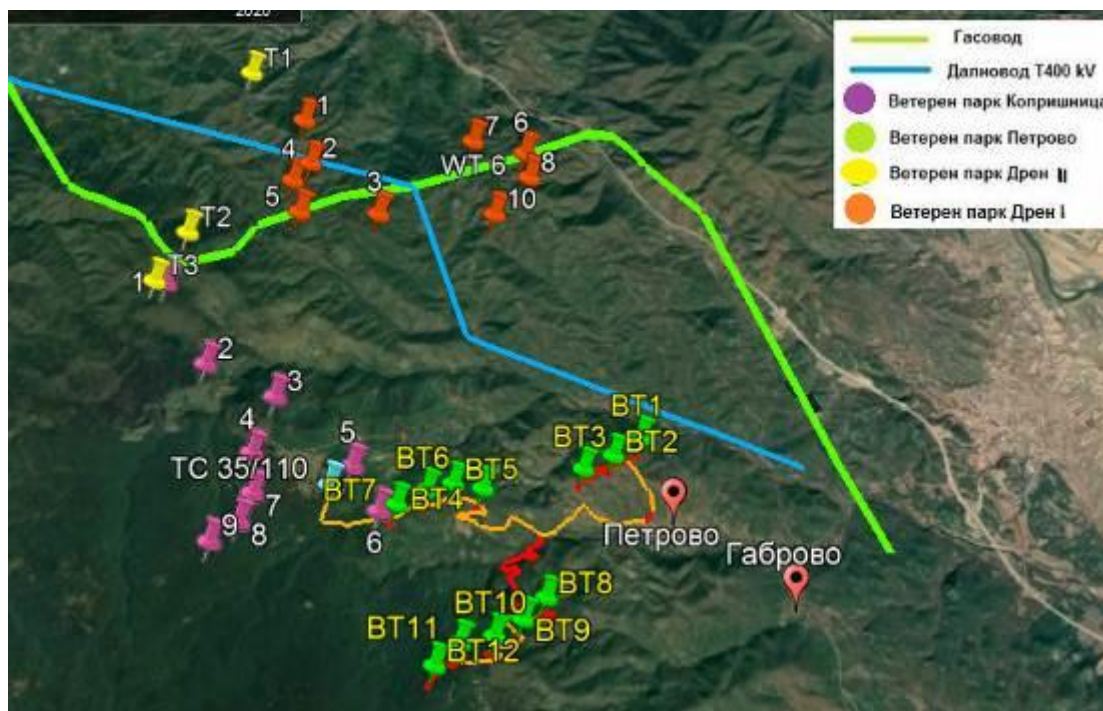 2020
Гасовод
Далновод Т400 kV
Ветерен парк Копришница
Ветерен парк Петрово
Ветерен парк Дрен II
Ветерен парк Дрен I
T1
1
7
6
4
2
WT 6
8
5
3
10
T2
T3
1
2
3
4
5
BT1
BT3
BT2
BT6
TC 35/110
BT5
BT7
BT4
7
6
9
8
Петрово
Габрово
BT8
BT10
BT11
BT9
BT12